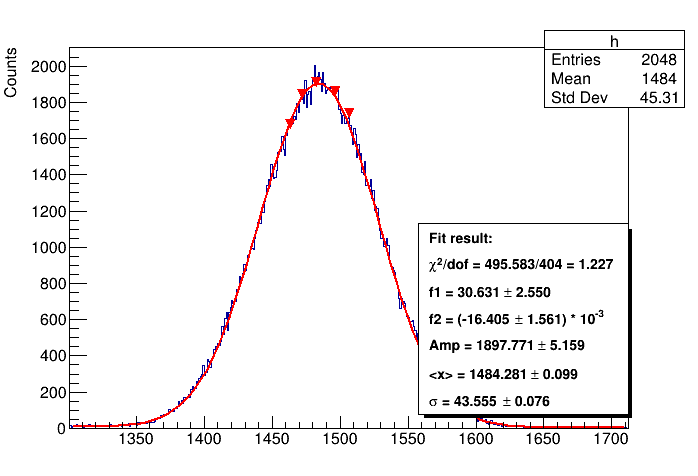 h
Entries 2048
Mean 1484
Std Dev 45.31
Counts
2000
1800
1600
1400
1200
1000
800
600
400
200
0
Fit result:
χ²/dof = 495.583/404 = 1.227
f1 = 30.631 ± 2.550
f2 = (-16.405 ± 1.561) * 10⁻³
Amp = 1897.771 ± 5.159
<x> = 1484.281 ± 0.099
σ = 43.555 ± 0.076
1350 1400 1450 1500 1550 1600 1650 1700